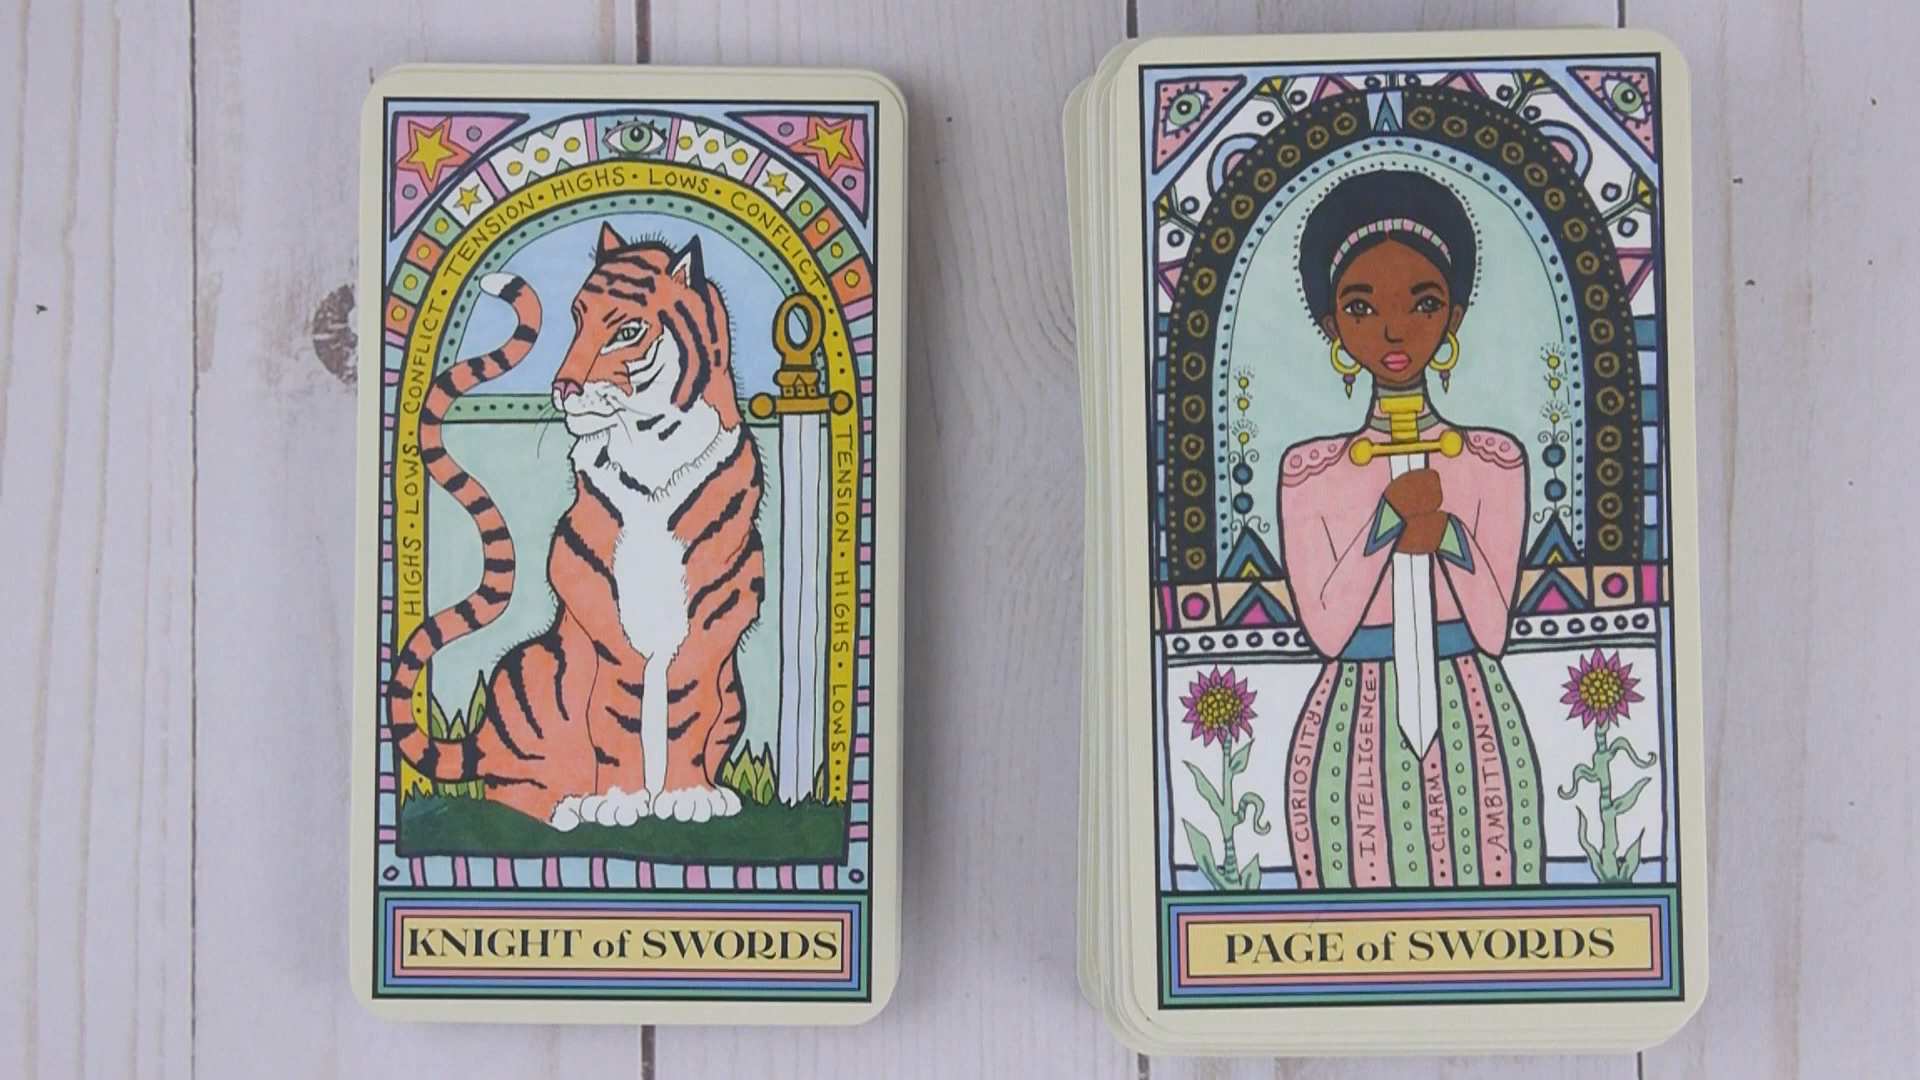 HIGHS • LOWS • CONFLICT • TENSION • HIGHS • LOWS • CONFLICT • TENSION • HIGHS • LOWS
KNIGHT of SWORDS
• CURIOSITY •
• INTELLIGENCE •
• CHARM •
• AMBITION •
PAGE of SWORDS